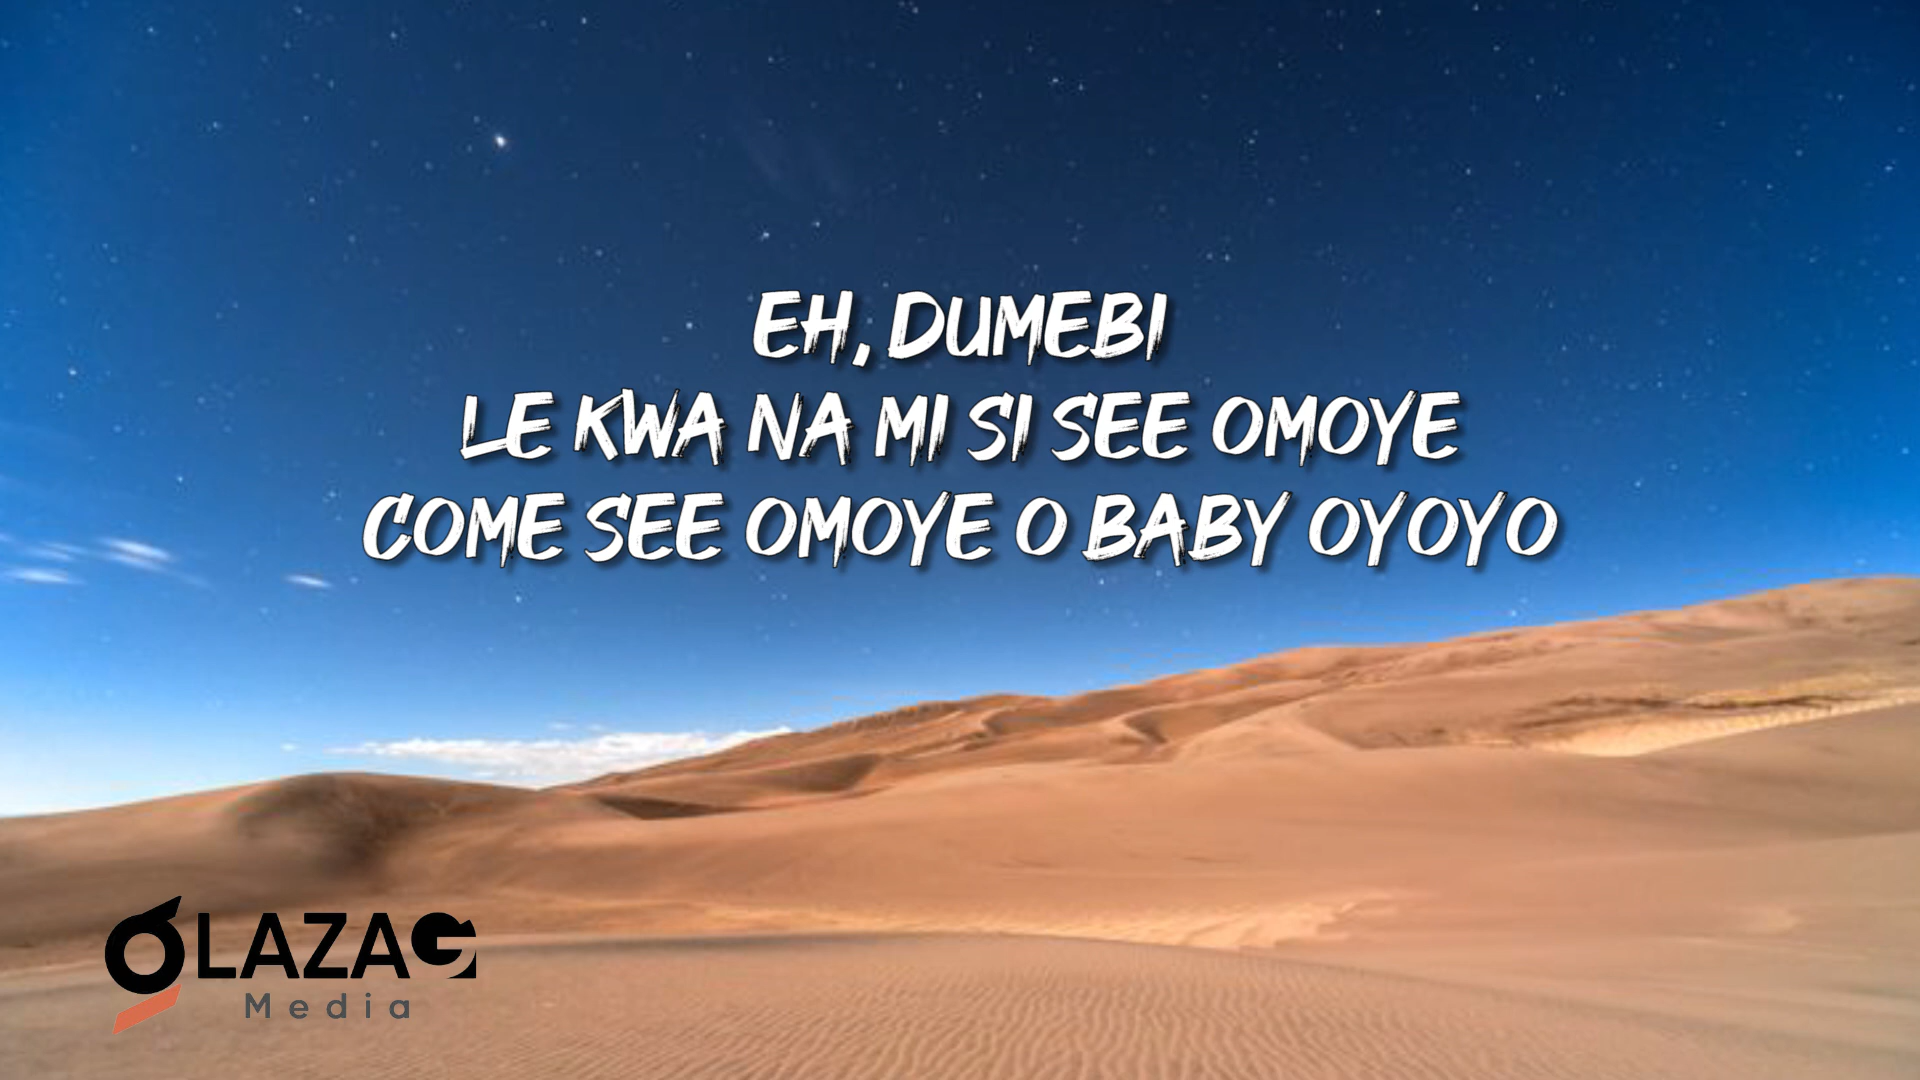 EH, DUMEBI
LE KWA NA MI SI SEE OMOYE
COME SEE OMOYE O BABY OYOYO
OLAZAG
Media